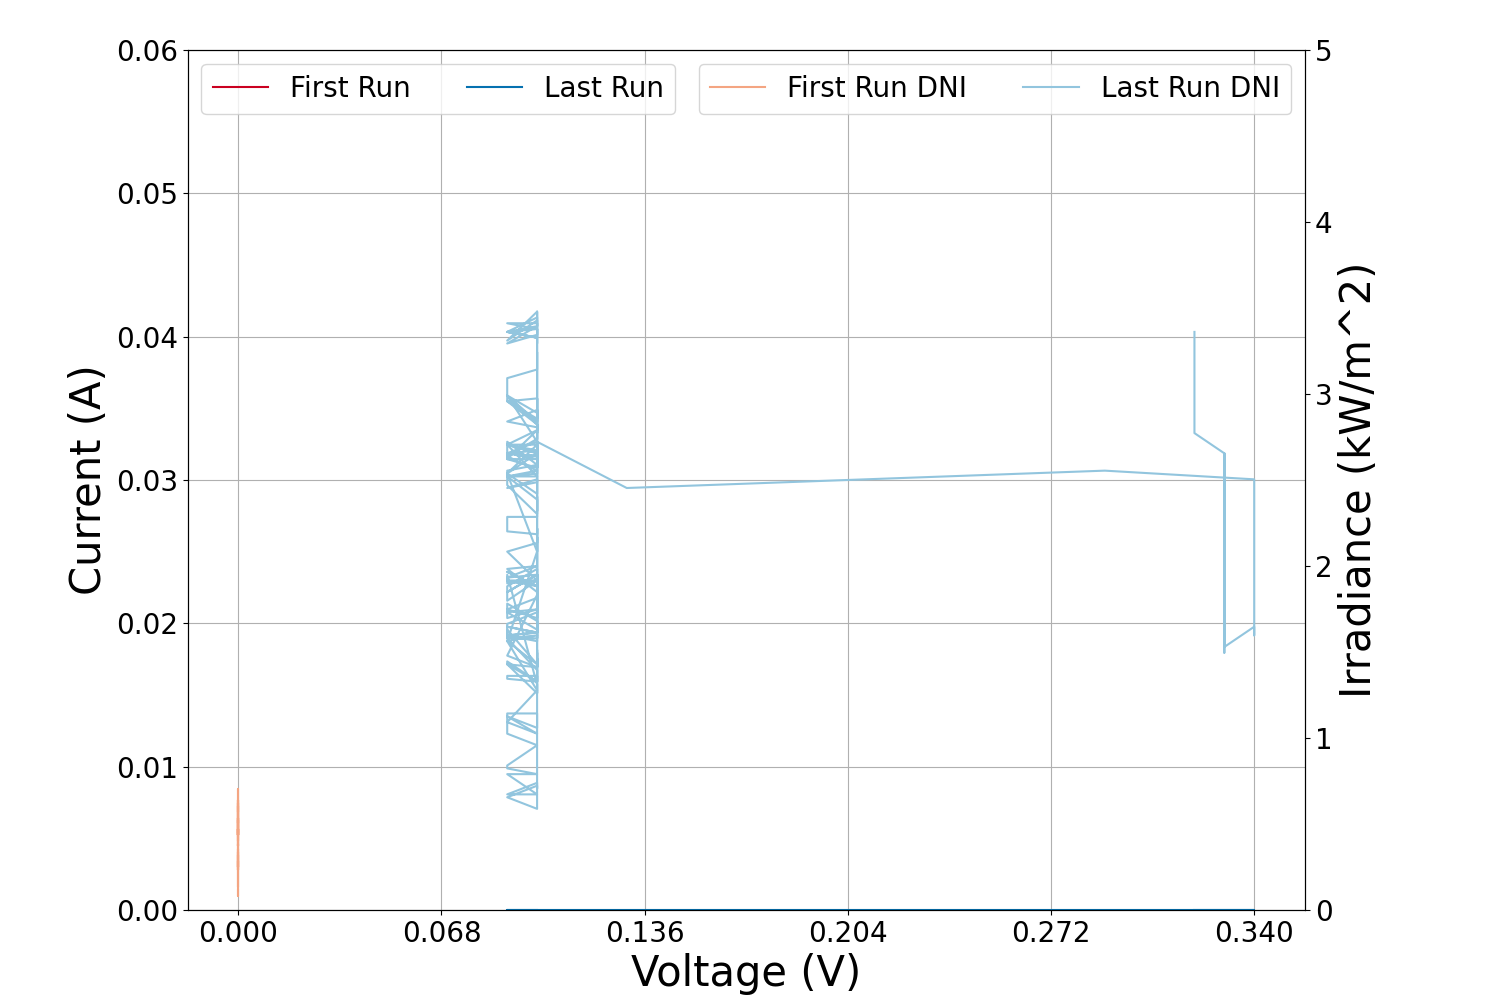 First Run
Last Run
First Run DNI
Last Run DNI
Current (A)
0.06
0.05
0.04
0.03
0.02
0.01
0.00
0.000
0.068
0.136
0.204
0.272
0.340
Voltage (V)
5
4
3
2
1
0
Irradiance (kW/m^2)